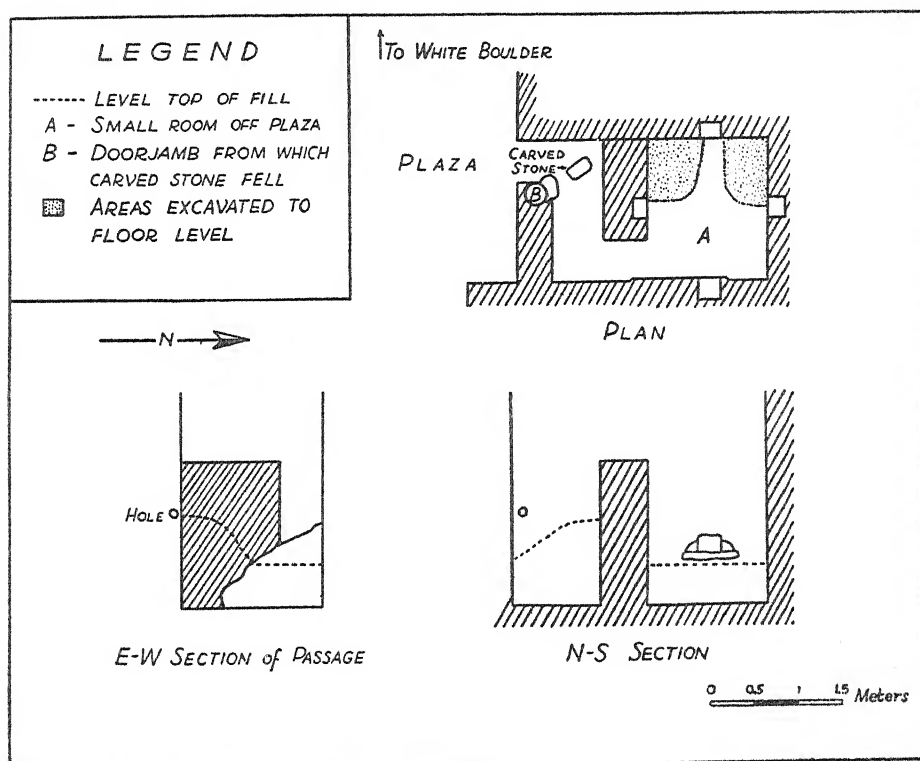 LEGEND
LEVEL TOP OF FILL
A - SMALL ROOM OFF PLAZA
B - DOORJAMB FROM WHICH
CARVED STONE FELL
AREAS EXCAVATED TO
FLOOR LEVEL
TO WHITE BOULDER
PLAZA
CARVED
STONE
B
A
PLAN
N
HOLE
E-W SECTION of PASSAGE
N-S SECTION
0 0.5 1 1.5 Meters